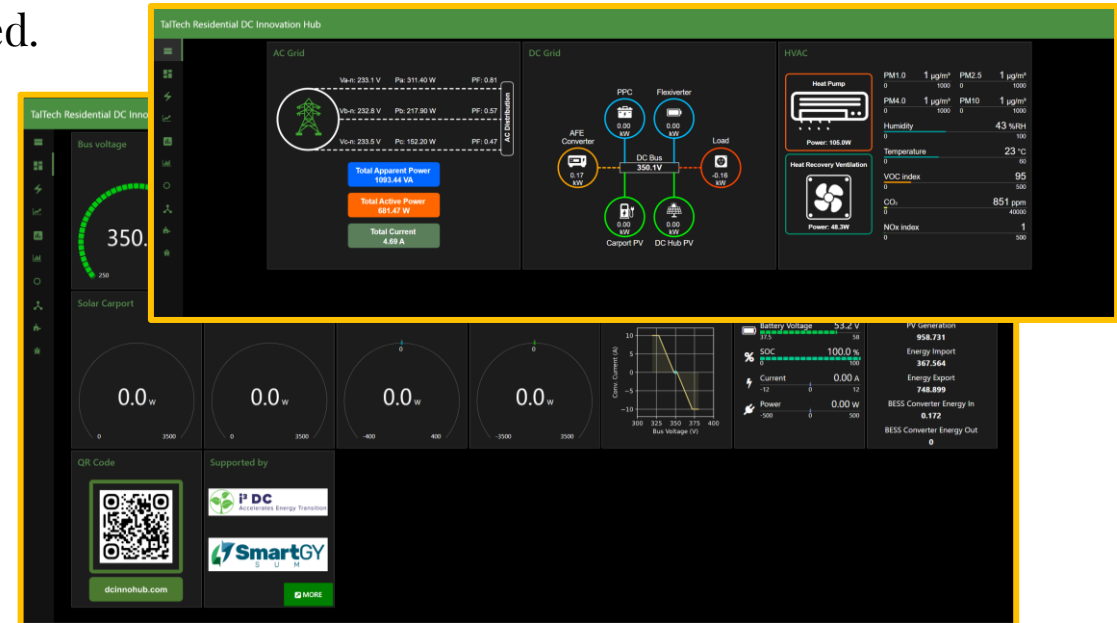 ed.
TalTech Residential DC Innovation Hub
AC Grid
Va-n: 233.1 V Pa: 311.40 W PF: 0.81
Vb-n: 232.8 V Pb: 217.90 W PF: 0.57
Vc-n: 233.5 V Pc: 152.20 W PF: 0.47
AC Distribution
Total Apparent Power
1093.44 VA
Total Active Power
681.47 W
Total Current
4.69 A
DC Grid
PPC Flexiverter
0.00 0.00
kW kW
AFE
Converter
Load
DC Bus
350.1V
0.17
kW
-0.16
kW
0.00 0.00
kW kW
Carport PV DC Hub PV
HVAC
Heat Pump
Power: 105.0W
Heat Recovery Ventilation
Power: 48.3W
PM1.0 1 µg/m³ PM2.5 1 µg/m³
0 1000 0 1000
PM4.0 1 µg/m³ PM10 1 µg/m³
0 1000 0 1000
Humidity 43 %RH
0 100
Temperature 23 °C
0 60
VOC index 95
0 500
CO₂ 851 ppm
0 40000
NOx index 1
0 500
TalTech Residential DC Inno
Bus voltage
350.
250
Solar Carport
0.0 W
0 3500
0.0 W
0 3500
0
0.0 W
-400 400
0
0.0 W
-3500 3500
Conv. Current (A)
10
5
0
−5
−10
300 325 350 375 400
Bus Voltage (V)
Battery Voltage 53.2 V
37.5 58
SOC 100.0 %
0 100
Current 0.00 A
-12 0 12
Power 0.00 W
-500 0 500
PV Generation
958.731
Energy Import
367.564
Energy Export
748.899
BESS Converter Energy In
0.172
BESS Converter Energy Out
0
QR Code
dcinnohub.com
Supported by
i³ DC
Accelerates Energy Transition
SmartGY
SUM
MORE